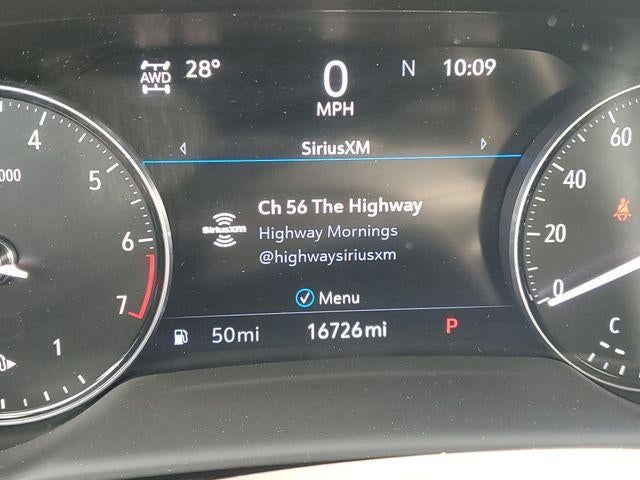 AWD 28° 0 N 10:09
MPH
SiriusXM
Ch 56 The Highway
SiriusXM
Highway Mornings
@highwaysiriusxm
Menu
50mi 16726mi P
4
000
5
6
7
1
60
40
20
0
C